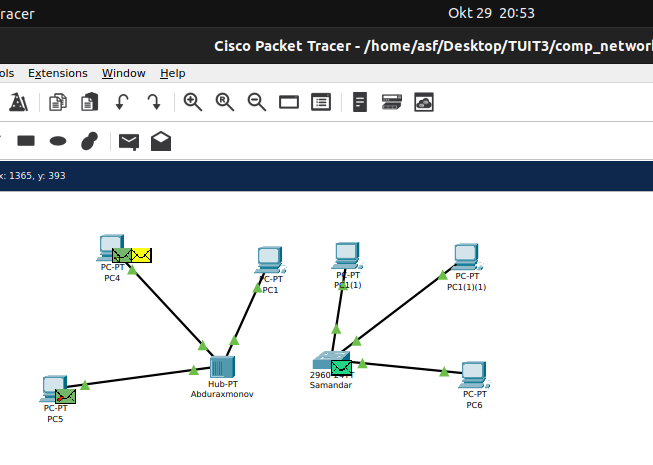 racer
Okt 29 20:53
Cisco Packet Tracer - /home/asf/Desktop/TUIT3/comp_network
ols Extensions Window Help
x: 1365, y: 393
PC-PT
PC4
PC-PT
PC1
PC-PT
PC1(1)
PC-PT
PC1(1)(1)
Hub-PT
Abduraxmonov
2960-24TT
Samandar
PC-PT
PC5
PC-PT
PC6